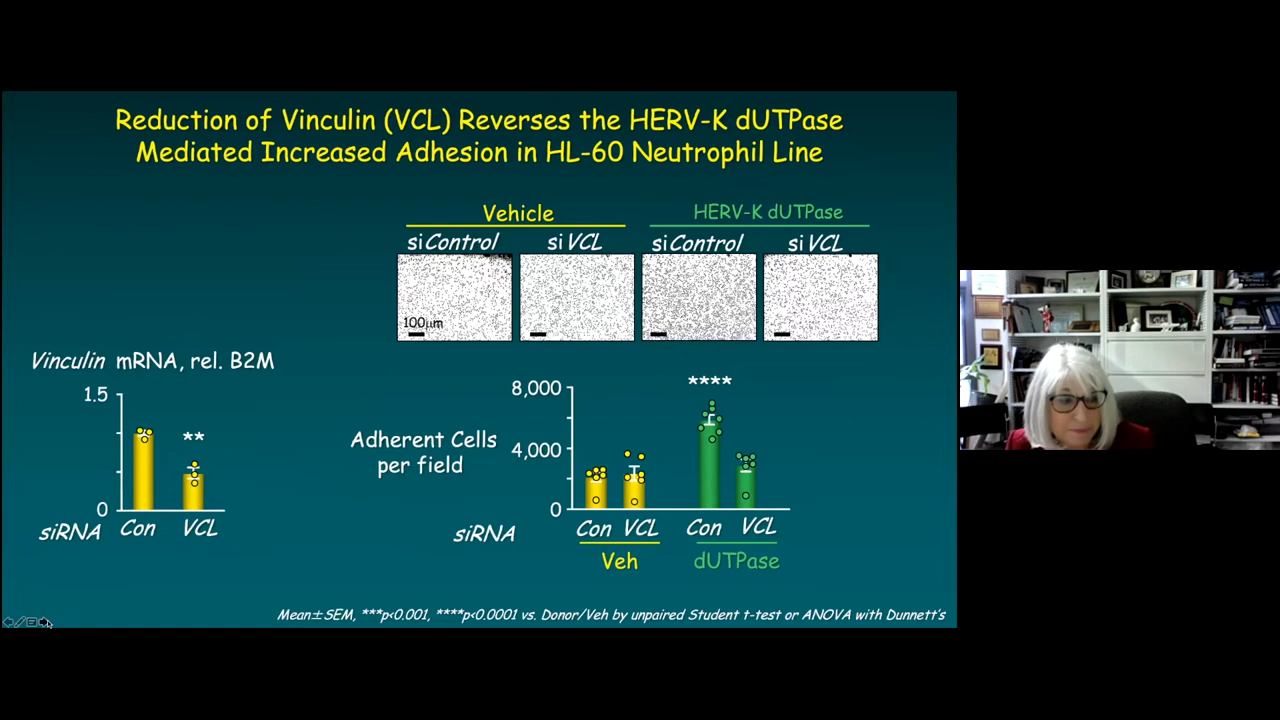 Reduction of Vinculin (VCL) Reverses the HERV-K dUTPase
Mediated Increased Adhesion in HL-60 Neutrophil Line
Vehicle
HERV-K dUTPase
siControl
siVCL
siControl
siVCL
100µm
Vinculin mRNA, rel. B2M
1.5
**
0
siRNA
Con
VCL
Adherent Cells
per field
8,000
4,000
0
****
siRNA
Con
VCL
Con
VCL
Veh
dUTPase
Mean±SEM, ***p<0.001, ****p<0.0001 vs. Donor/Veh by unpaired Student t-test or ANOVA with Dunnett's